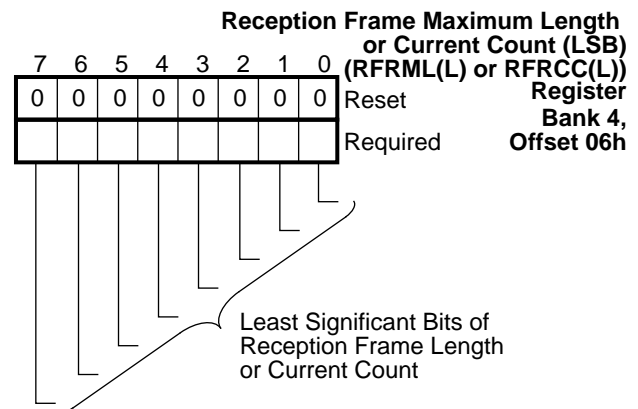 Reception Frame Maximum Length
or Current Count (LSB)
(RFRML(L) or RFRCC(L))
Register
Bank 4,
Offset 06h
7 6 5 4 3 2 1 0
0 0 0 0 0 0 0 0 Reset
Required
Least Significant Bits of
Reception Frame Length
or Current Count